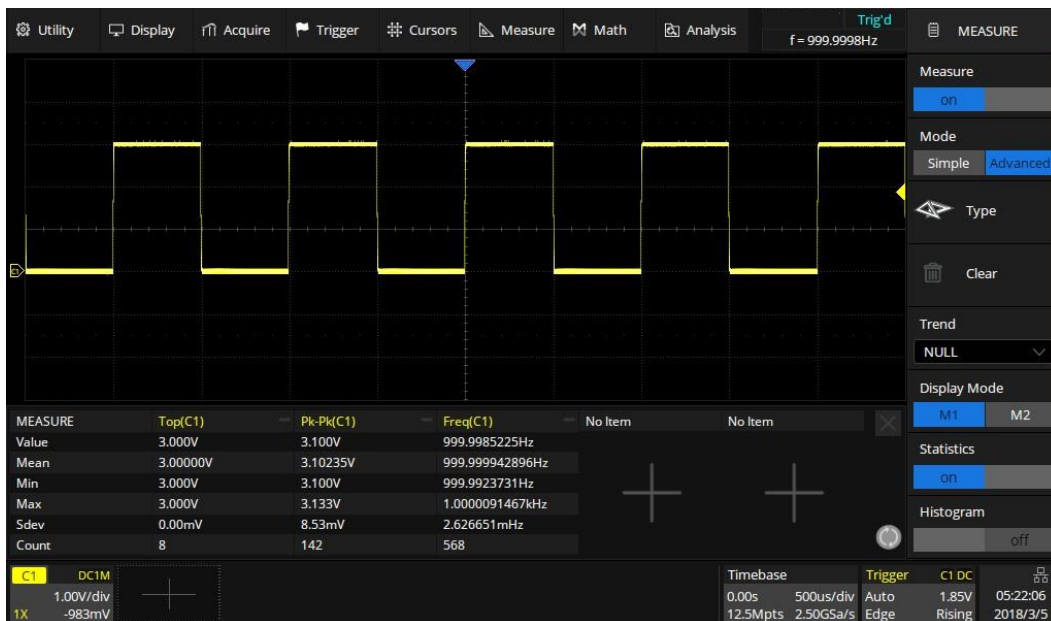 Utility Display Acquire Trigger Cursors Measure Math Analysis
Trig'd
f = 999.9998Hz
MEASURE
Measure
on
Mode
Simple Advanced
Type
Clear
Trend
NULL
Display Mode
M1 M2
Statistics
on
Histogram
off
C1
MEASURE Top(C1) Pk-Pk(C1) Freq(C1) No Item No Item
Value 3.000V 3.100V 999.9985225Hz
Mean 3.00000V 3.10235V 999.999942896Hz
Min 3.000V 3.100V 999.9923731Hz
Max 3.000V 3.133V 1.0000091467kHz
Sdev 0.00mV 8.53mV 2.626651mHz
Count 8 142 568
C1 DC1M
1.00V/div
1X -983mV
Timebase
0.00s 500us/div
12.5Mpts 2.50GSa/s
Trigger C1 DC
Auto 1.85V
Edge Rising
05:22:06
2018/3/5